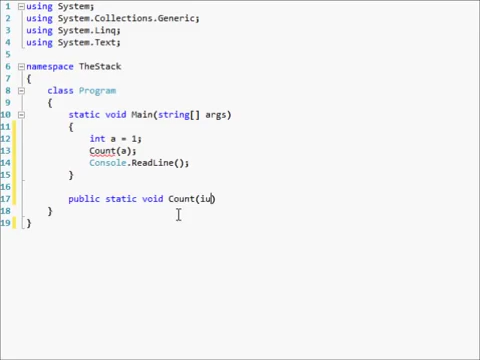 1 using System;
2 using System.Collections.Generic;
3 using System.Linq;
4 using System.Text;
5
6 namespace TheStack
7 {
8 class Program
9 {
10 static void Main(string[] args)
11 {
12 int a = 1;
13 Count(a);
14 Console.ReadLine();
15 }
16
17 public static void Count(iu)
18 }
19 }